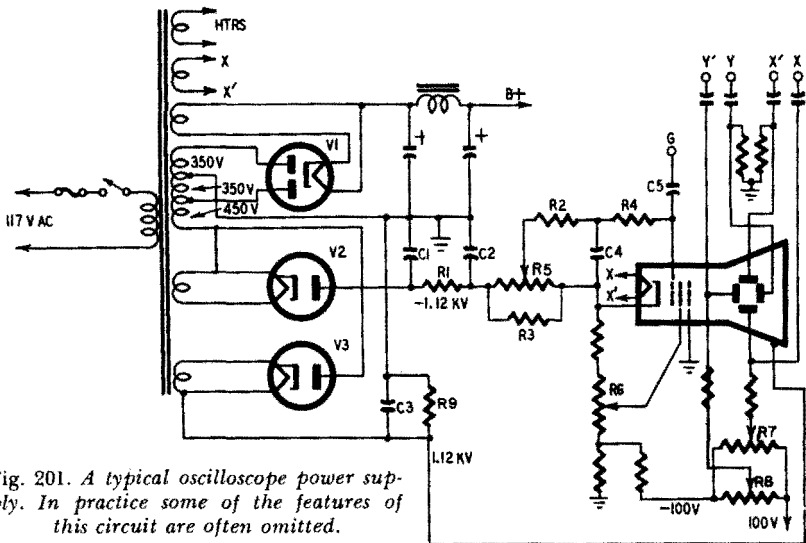 HTRS
X
X'
B+
V1
350V
350V
450V
117 V AC
V2
V3
C1
C2
R1
-1.12 KV
C3
R9
1.12 KV
R2
R4
R5
R3
C4
C5
G
X
X'
R6
Y' Y X' X
R7
R8
-100V
100V
ig. 201. A typical oscilloscope power sup-
ly. In practice some of the features of
this circuit are often omitted.